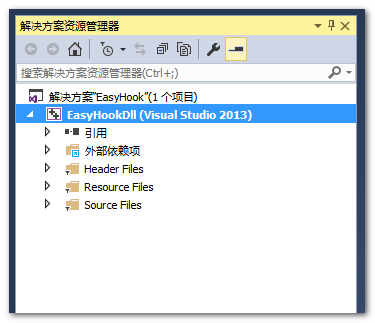 解决方案资源管理器
搜索解决方案资源管理器(Ctrl+;)
解决方案"EasyHook"(1 个项目)
EasyHookDll (Visual Studio 2013)
引用
外部依赖项
Header Files
Resource Files
Source Files